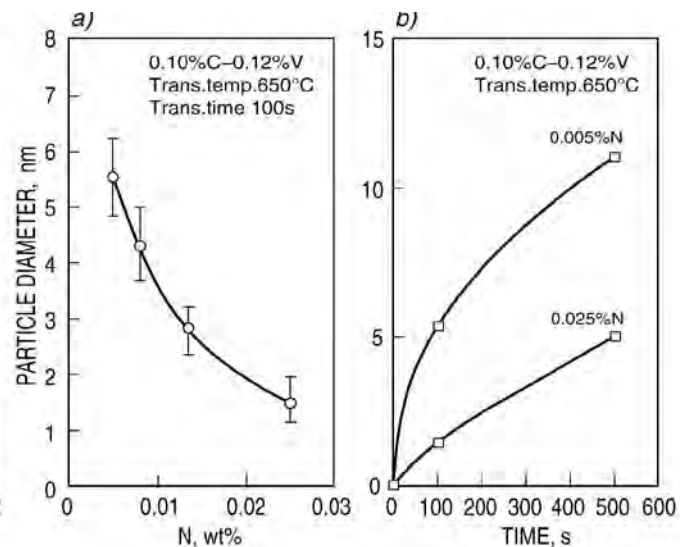 a)
0.10%C–0.12%V
Trans.temp.650°C
Trans.time 100s
PARTICLE DIAMETER, nm
8
7
6
5
4
3
2
1
0
0
0.01
0.02
0.03
N, wt%
b)
0.10%C–0.12%V
Trans.temp.650°C
0.005%N
0.025%N
15
10
5
0
0
100 200 300 400 500 600
TIME, s